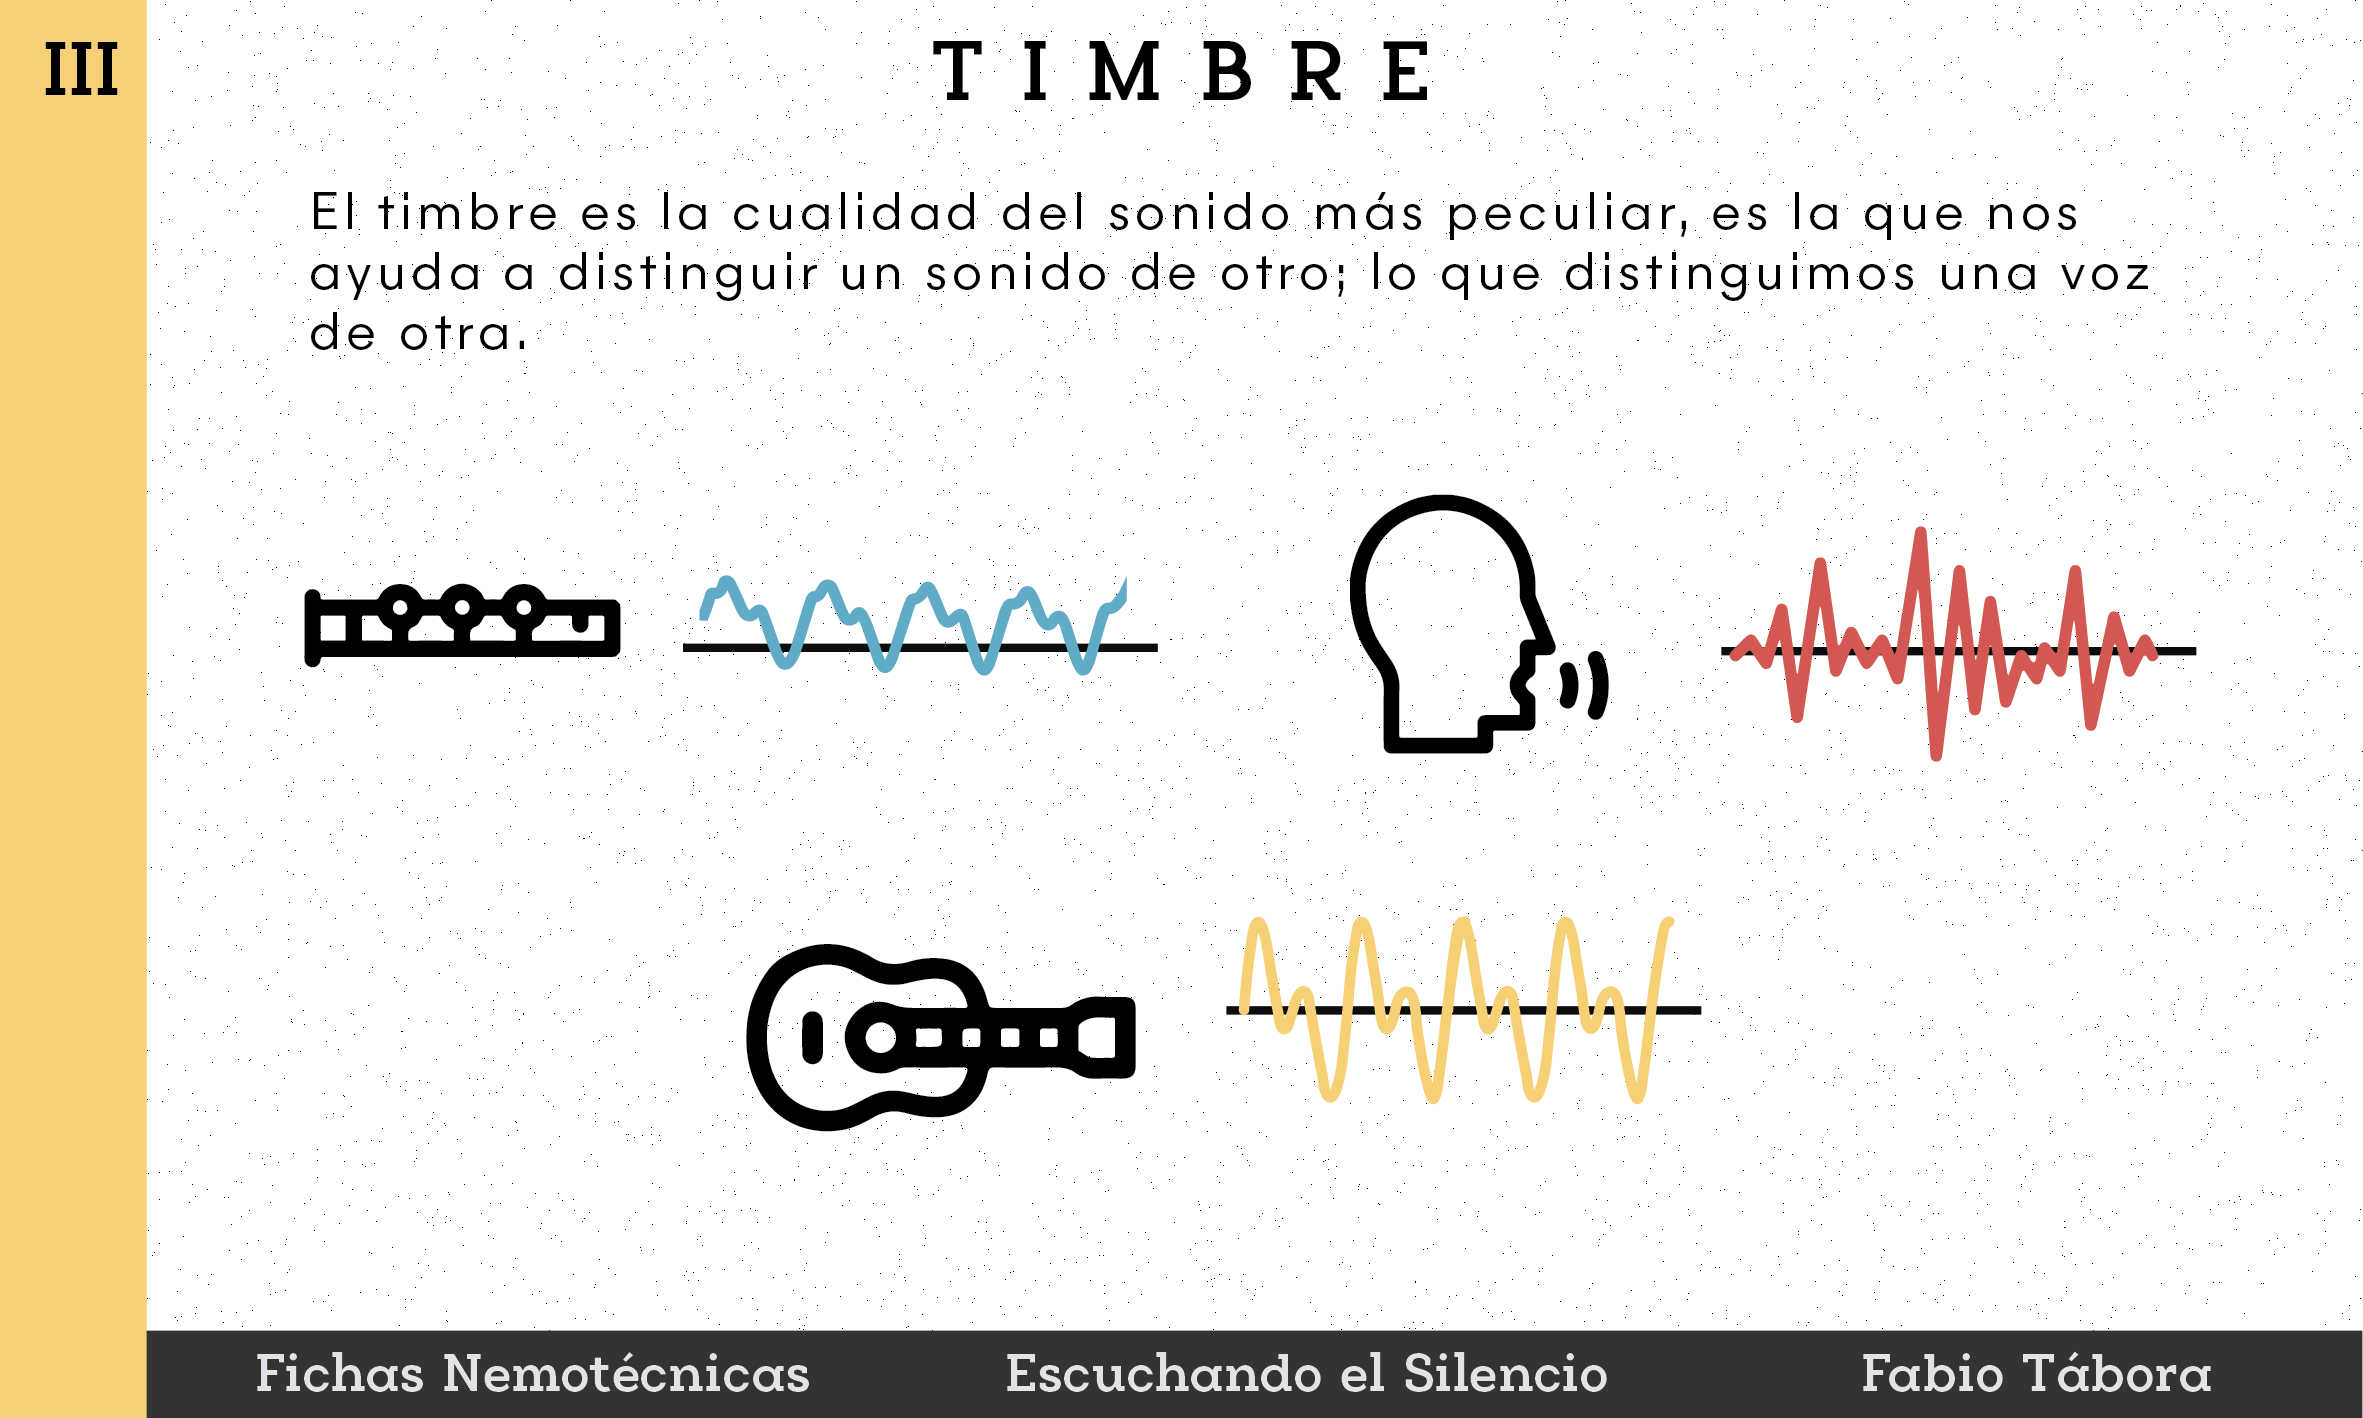 III
TIMBRE
El timbre es la cualidad del sonido más peculiar, es la que nos
ayuda a distinguir un sonido de otro; lo que distinguimos una voz
de otra.
Fichas Nemotécnicas
Escuchando el Silencio
Fabio Tábora